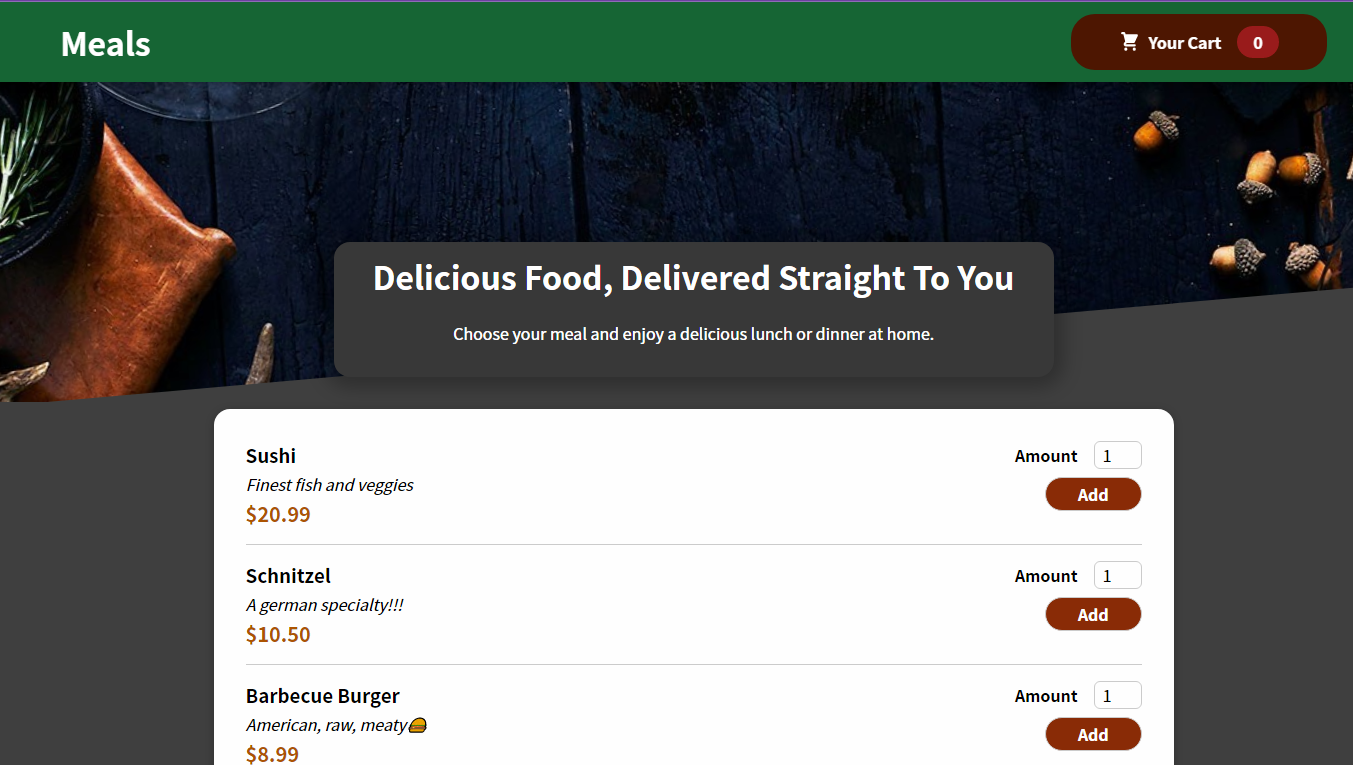 Meals
Your Cart 0
Delicious Food, Delivered Straight To You
Choose your meal and enjoy a delicious lunch or dinner at home.
Sushi
Amount 1
Finest fish and veggies
Add
$20.99
Schnitzel
Amount 1
A german specialty!!!
Add
$10.50
Barbecue Burger
Amount 1
American, raw, meaty🍔
Add
$8.99